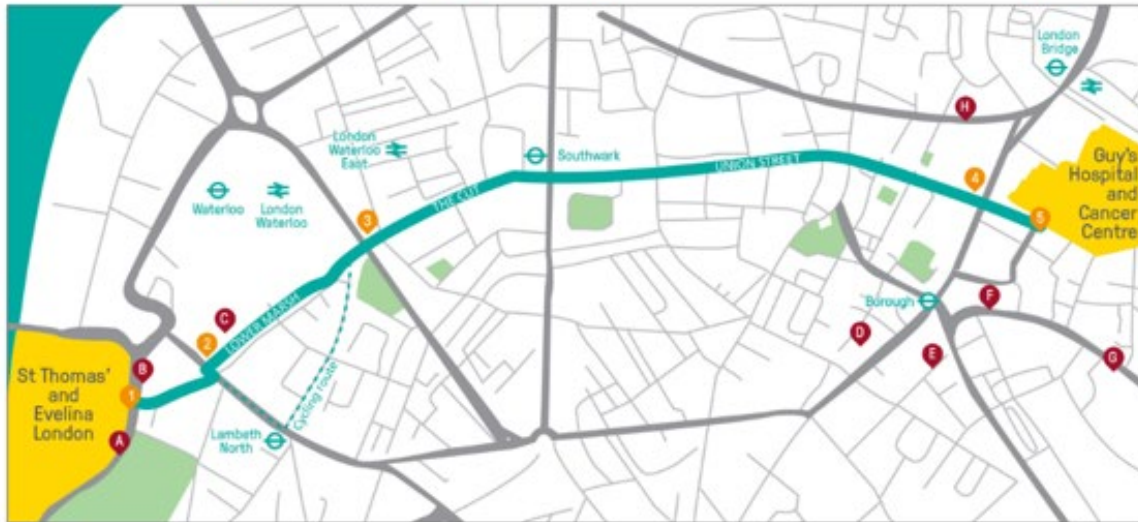 London
Bridge
H
London
Waterloo
East
Southwark
UNION STREET
Guy's
Hospital
and
Cancer
Centre
4
5
Waterloo
London
Waterloo
3
THE CUT
Borough
F
C
LOWER MARSH
2
D
E
G
St Thomas'
and
Evelina
London
B
1
A
Lambeth
North
Cycling route